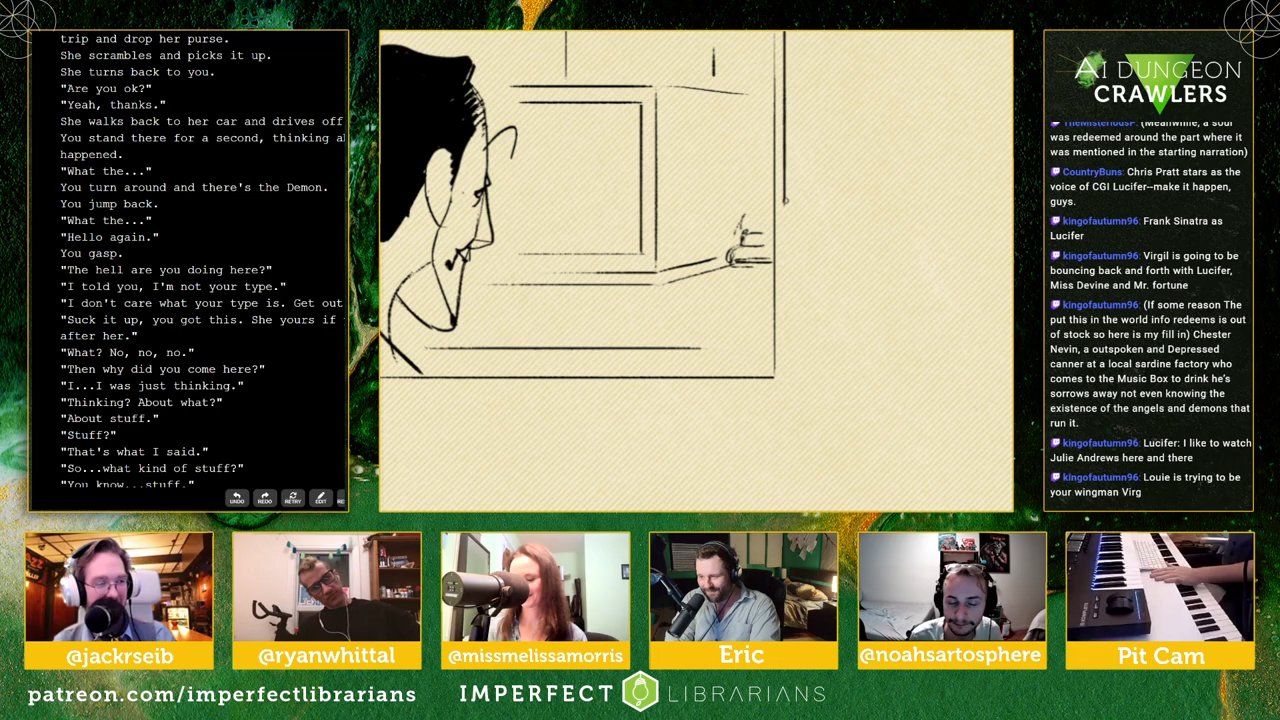 trip and drop her purse.
She scrambles and picks it up.
She turns back to you.
"Are you ok?"
"Yeah, thanks."
She walks back to her car and drives off
You stand there for a second, thinking
happened.
"What the..."
You turn around and there's the Demon.
You jump back.
"What the..."
"Hello again."
You gasp.
"The hell are you doing here?"
"I told you, I'm not your type."
"I don't care what your type is. Get out
"Suck it up, you got this. She yours if
after her."
"What? No, no, no."
"Then why did you come here?"
"I...I was just thinking."
"Thinking? About what?"
"About stuff."
"Stuff?"
"That's what I said."
"So...what kind of stuff?"
"You know...stuff."
UNDO REDO RETRY EDIT
AI DUNGEON
CRAWLERS
(Meanwhile, a soul
was redeemed around the part where it
was mentioned in the starting narration)
CountryBuns: Chris Pratt stars as the
voice of CGI Lucifer--make it happen,
guys.
kingofautumn96: Frank Sinatra as
Lucifer
kingofautumn96: Virgil is going to be
bouncing back and forth with Lucifer,
Miss Devine and Mr. fortune
kingofautumn96: (If some reason The
put this in the world info redeems is out
of stock so here is my fill in) Chester
Nevin, a outspoken and Depressed
canner at a local sardine factory who
comes to the Music Box to drink he's
sorrows away not even knowing the
existence of the angels and demons that
run it.
kingofautumn96: Lucifer: I like to watch
Julie Andrews here and there
kingofautumn96: Louie is trying to be
your wingman Virg
@jackrseib
@ryanwhittal
@missmelissamorris
Eric
@noahsartosphere
Pit Cam
patreon.com/imperfectlibrarians
IMPERFECT LIBRARIANS